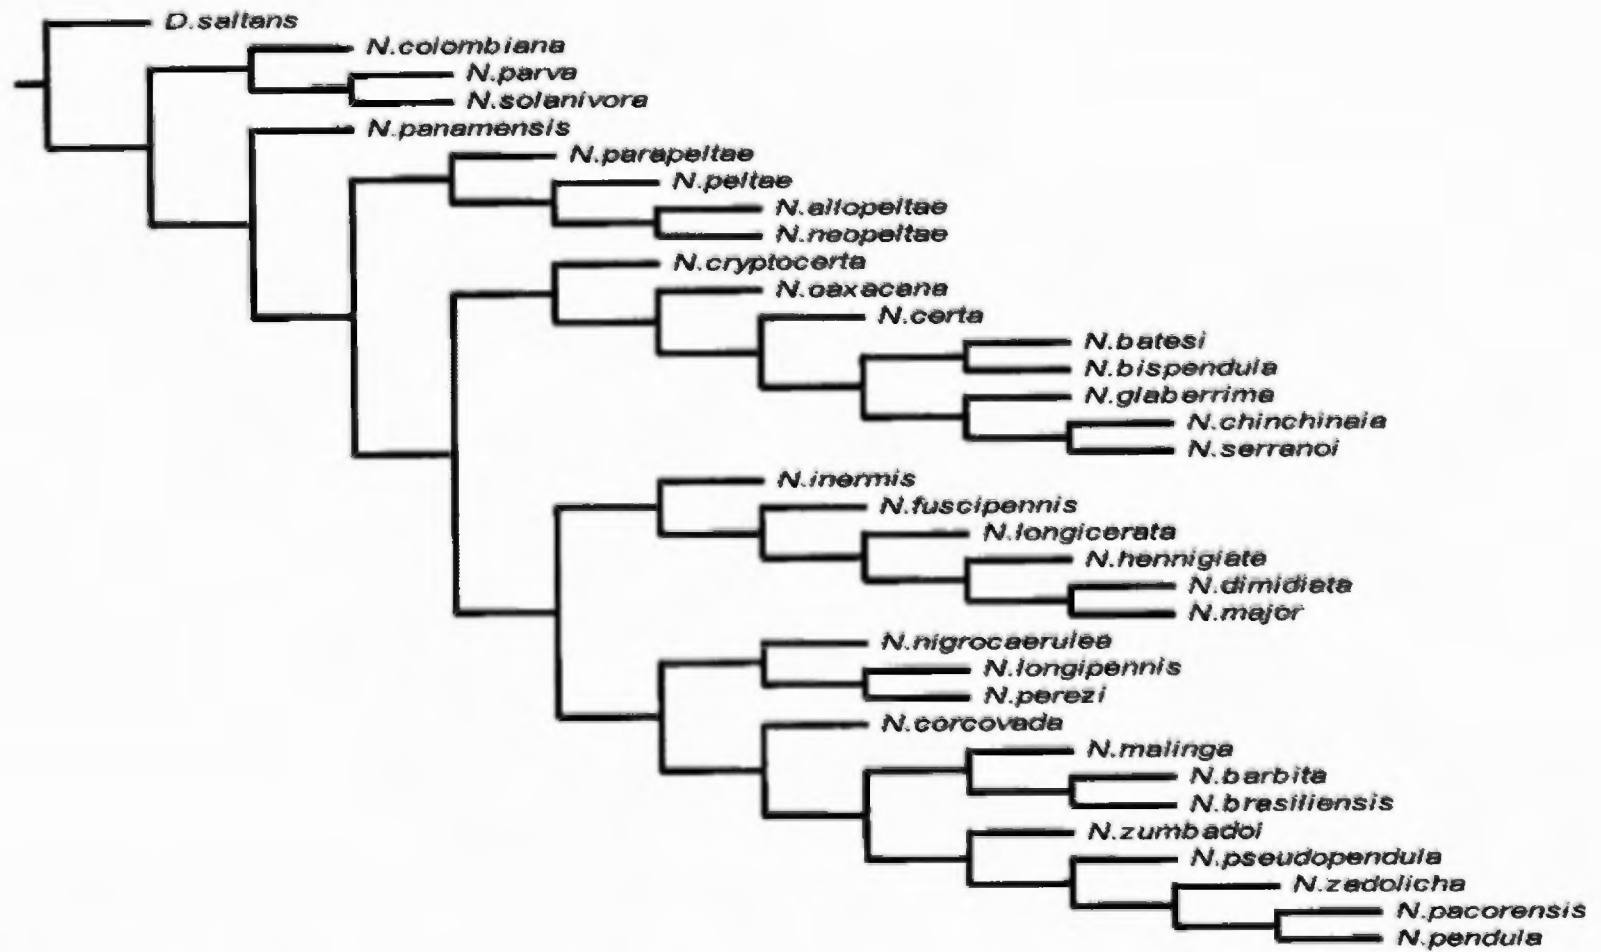 D.saltans
N.colombiana
N.parva
N.solanivora
N.panamensis
N.parapeltae
N.peltae
N.allopeltae
N.neopeltae
N.cryptocerta
N.oaxacana
N.certa
N.batesi
N.bispendula
N.glaberrima
N.chinchinaia
N.serranoi
N.inermis
N.fuscipennis
N.longicerata
N.hennigiate
N.dimidiata
N.major
N.nigrocaerulea
N.longipennis
N.perezi
N.corcovada
N.malinga
N.barbita
N.brasiliensis
N.zumbadoi
N.pseudopendula
N.zadolicha
N.pacorensis
N.pendula